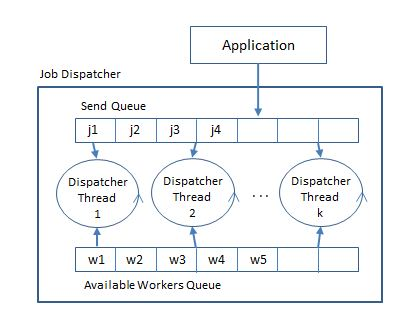 Application
Job Dispatcher
Send Queue
j1 j2 j3 j4
Dispatcher Thread 1
Dispatcher Thread 2
. . .
Dispatcher Thread k
w1 w2 w3 w4 w5
Available Workers Queue